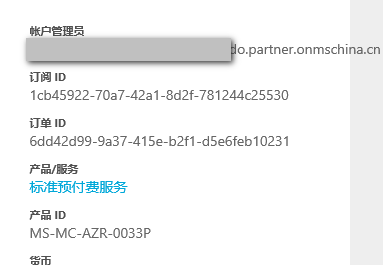 帐户管理员
do.partner.onmschina.cn
订阅 ID
1cb45922-70a7-42a1-8d2f-781244c25530
订单 ID
6dd42d99-9a37-415e-b2f1-d5e6feb10231
产品/服务
标准预付费服务
产品 ID
MS-MC-AZR-0033P
货币